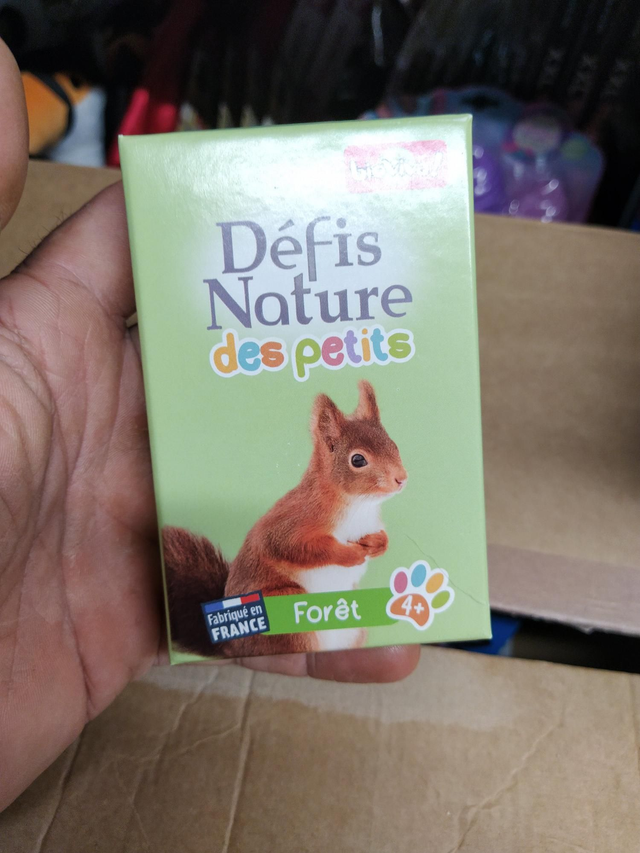 Défis
Nature
des petits
Fabriqué en
FRANCE
Forêt
4+